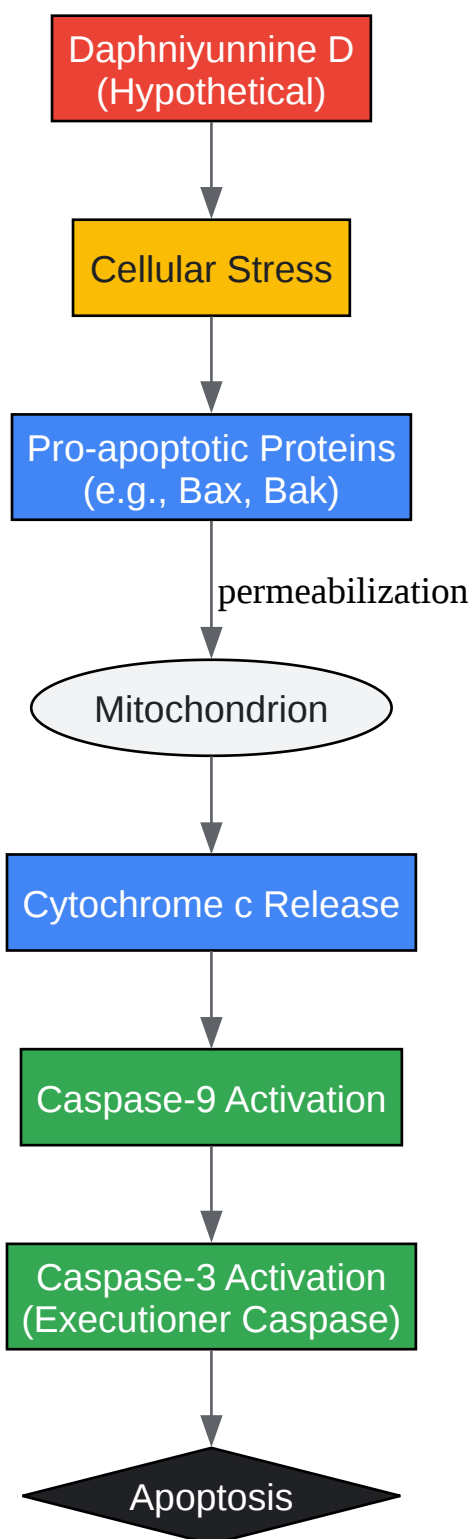 Daphniyunnine D
(Hypothetical)
Cellular Stress
Pro-apoptotic Proteins
(e.g., Bax, Bak)
permeabilization
Mitochondrion
Cytochrome c Release
Caspase-9 Activation
Caspase-3 Activation
(Executioner Caspase)
Apoptosis